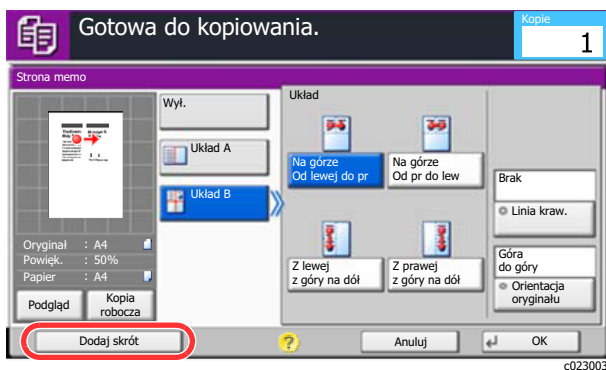 Gotowa do kopiowania.
Kopie
1
Strona memo
Wył.
Układ A
Układ B
Układ
Na górze
Od lewej do pr
Na górze
Od pr do lew
Z lewej
z góry na dół
Z prawej
z góry na dół
Brak
Linia kraw.
Góra
do góry
Orientacja
oryginału
Oryginał : A4
Powięk. : 50%
Papier : A4
Podgląd
Kopia
robocza
Dodaj skrót
?
Anuluj
OK
c023003